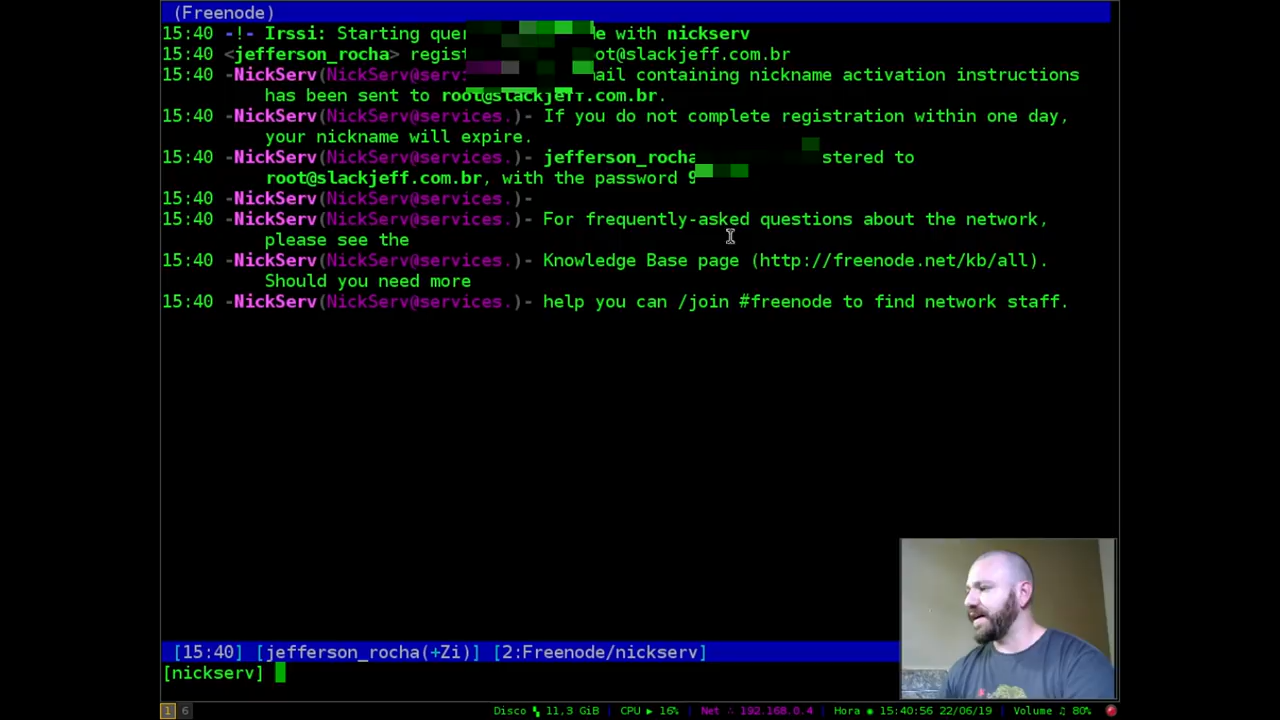 (Freenode)
15:40 -!- Irssi: Starting quer with nickserv
15:40 <jefferson_rocha> regist ot@slackjeff.com.br
15:40 -NickServ(NickServ@servi ail containing nickname activation instructions
has been sent to root@slackjeff.com.br.
15:40 -NickServ(NickServ@services.)- If you do not complete registration within one day,
your nickname will expire.
15:40 -NickServ(NickServ@services.)- jefferson_rocha stered to
root@slackjeff.com.br, with the password
15:40 -NickServ(NickServ@services.)-
15:40 -NickServ(NickServ@services.)- For frequently-asked questions about the network,
please see the
15:40 -NickServ(NickServ@services.)- Knowledge Base page (http://freenode.net/kb/all).
Should you need more
15:40 -NickServ(NickServ@services.)- help you can /join #freenode to find network staff.
[15:40] [jefferson_rocha(+Zi)] [2:Freenode/nickserv]
[nickserv]
1 6 Disco 11,3 GiB | CPU ▶ 16% | Net ∴ 192.168.0.4 | Hora ◉ 15:40:56 22/06/19 | Volume ♫ 80%